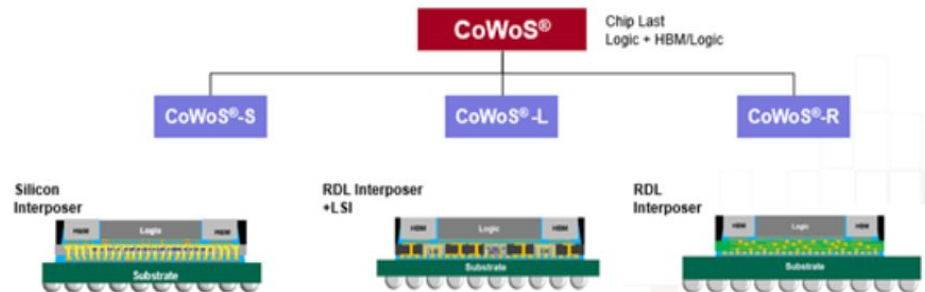 CoWoS®
Chip Last
Logic + HBM/Logic
CoWoS®-S
CoWoS®-L
CoWoS®-R
Silicon
Interposer
HBM
Logic
HBM
Substrate
RDL Interposer
+LSI
HBM
Logic
HBM
Substrate
RDL
Interposer
HBM
Logic
HBM
Substrate